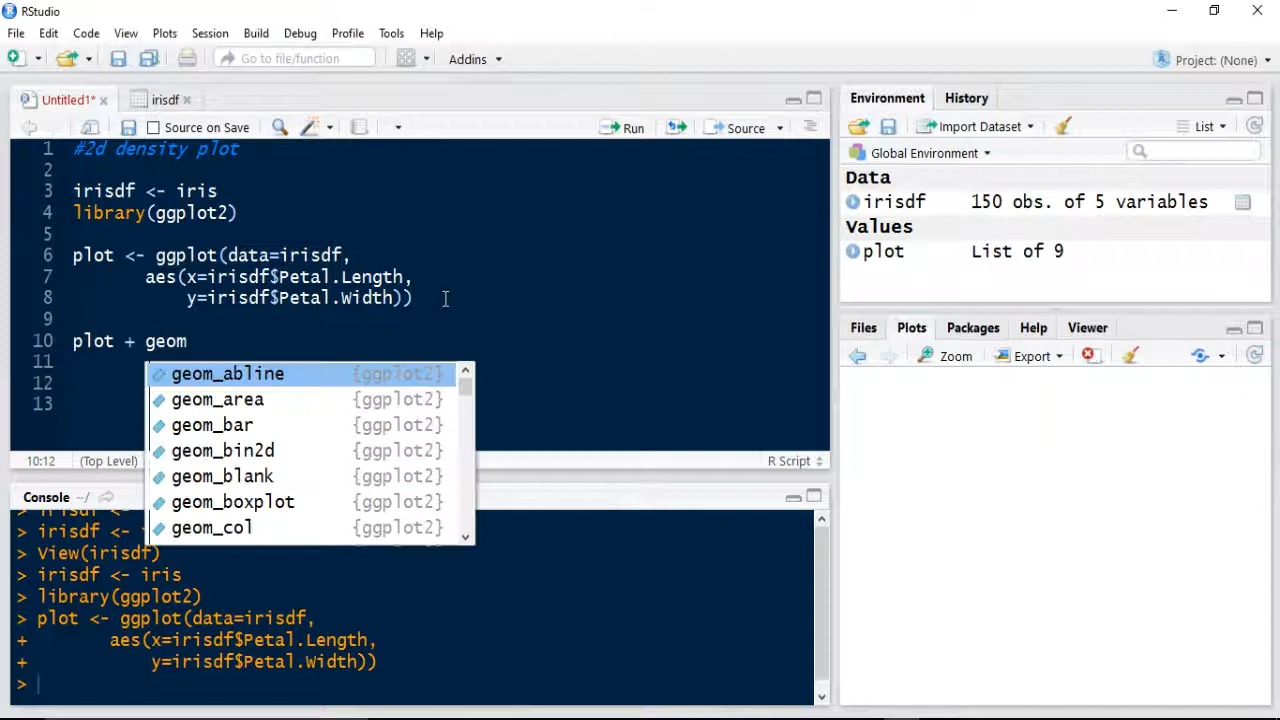 RStudio
File Edit Code View Plots Session Build Debug Profile Tools Help
Go to file/function Addins Project: (None)
Untitled1* irisdf
Source on Save Run Source
1 #2d density plot
2
3 irisdf <- iris
4 library(ggplot2)
5
6 plot <- ggplot(data=irisdf,
7 aes(x=irisdf$Petal.Length,
8 y=irisdf$Petal.Width))
9
10 plot + geom
11
12
13
geom_abline {ggplot2}
geom_area {ggplot2}
geom_bar {ggplot2}
geom_bin2d {ggplot2}
geom_blank {ggplot2}
geom_boxplot {ggplot2}
geom_col {ggplot2}
10:12 (Top Level) R Script
Console ~/
> irisdf <-
> View(irisdf)
> irisdf <- iris
> library(ggplot2)
> plot <- ggplot(data=irisdf,
+ aes(x=irisdf$Petal.Length,
+ y=irisdf$Petal.Width))
>
Environment History
Import Dataset List
Global Environment
Data
irisdf 150 obs. of 5 variables
Values
plot List of 9
Files Plots Packages Help Viewer
Zoom Export